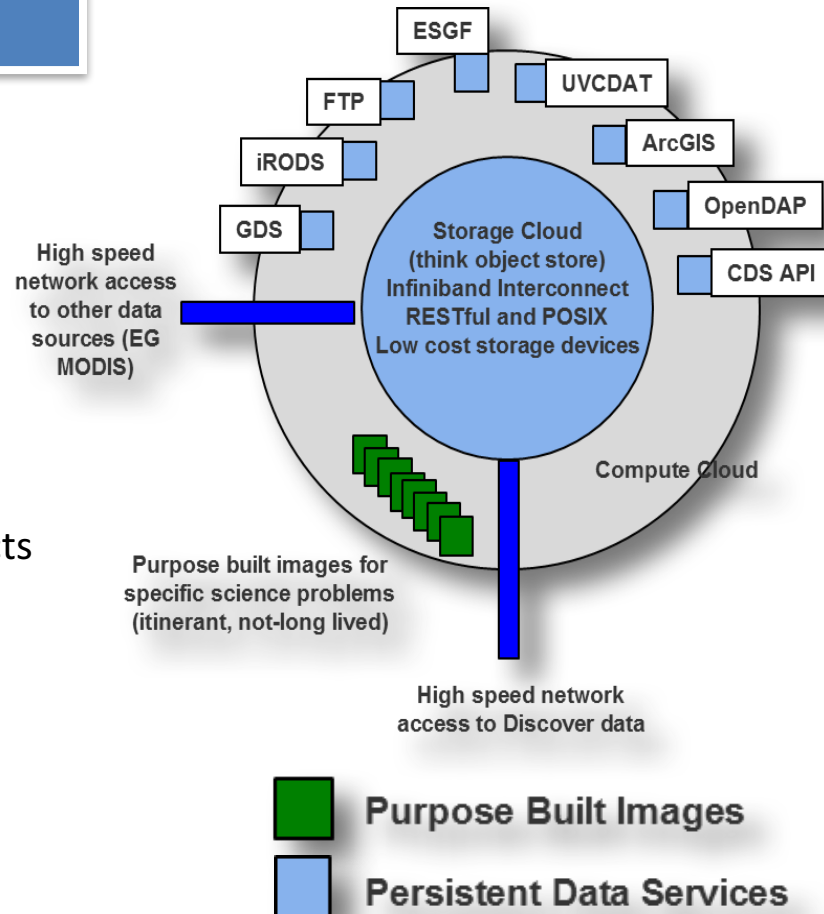 ESGF
UVCDAT
FTP
ArcGIS
iRODS
OpenDAP
GDS
CDS API
Storage Cloud
(think object store)
Infiniband Interconnect
RESTful and POSIX
Low cost storage devices
High speed
network access
to other data
sources (EG
MODIS)
Compute Cloud
Purpose built images for
specific science problems
(itinerant, not-long lived)
High speed network
access to Discover data
Purpose Built Images
Persistent Data Services